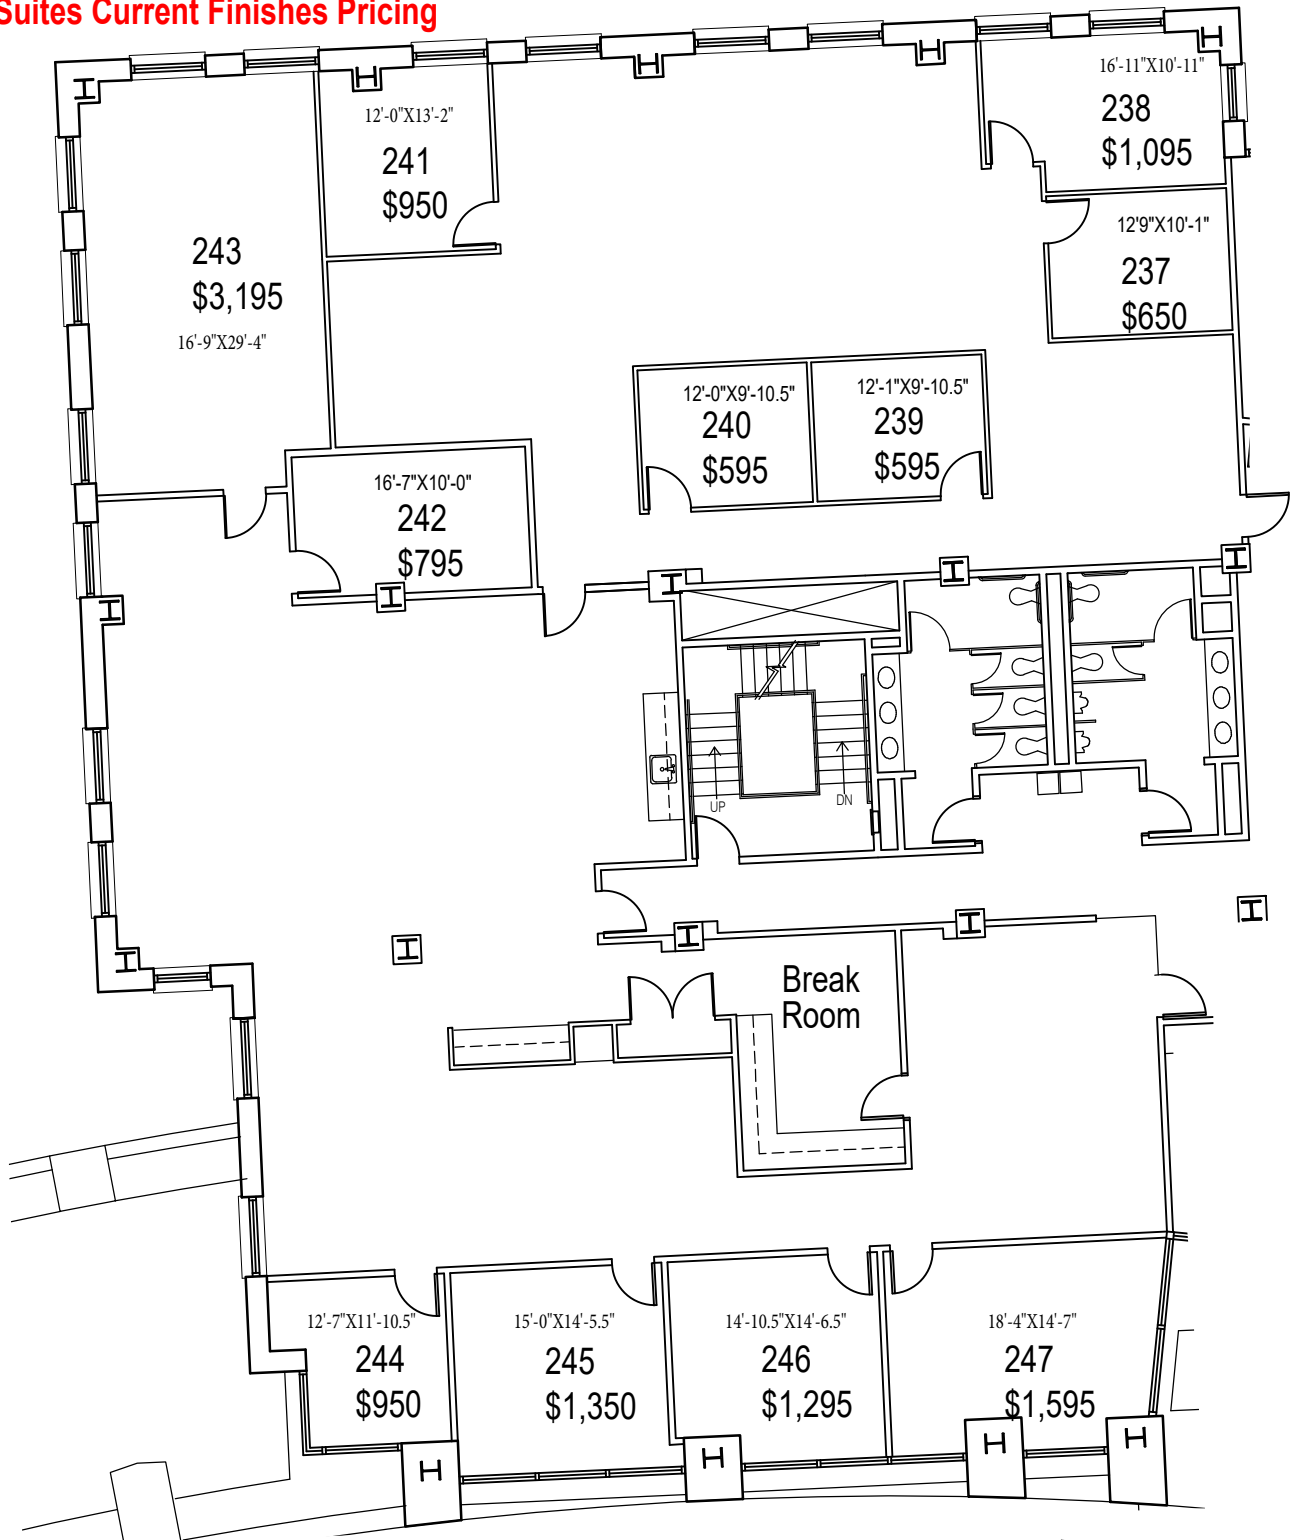 Suites Current Finishes Pricing
16'-11"X10'-11"
238
$1,095
12'-0"X13'-2"
241
$950
12'9"X10'-1"
237
$650
243
$3,195
16'-9"X29'-4"
12'-0"X9'-10.5"
240
$595
12'-1"X9'-10.5"
239
$595
16'-7"X10'-0"
242
$795
UP
DN
Break
Room
12'-7"X11'-10.5"
244
$950
15'-0"X14'-5.5"
245
$1,350
14'-10.5"X14'-6.5"
246
$1,295
18'-4"X14'-7"
247
$1,595